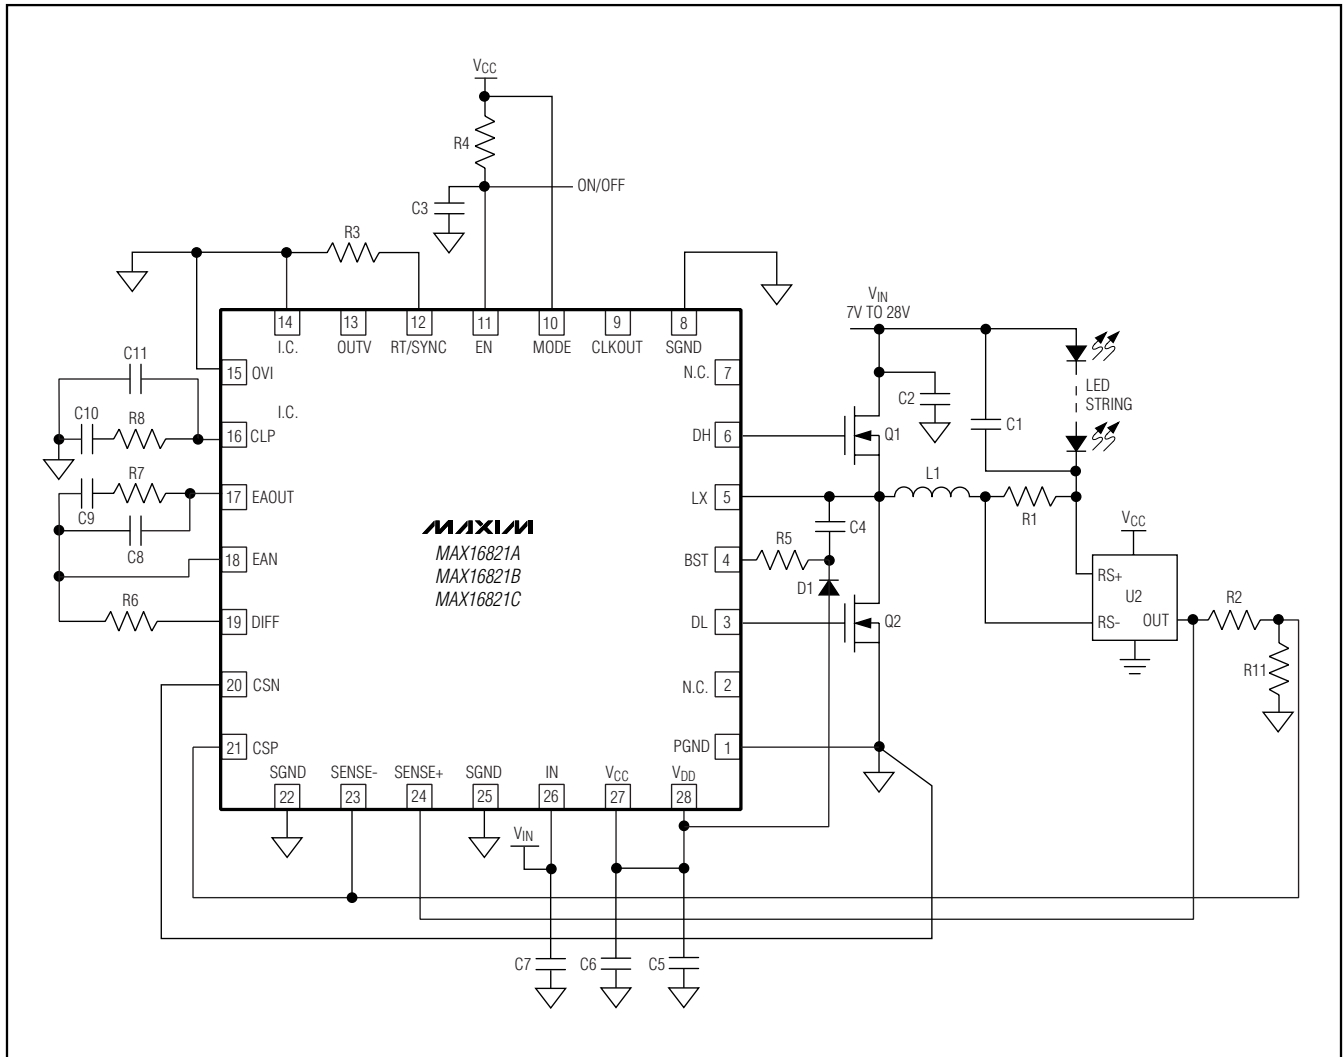 VCC
R4
ON/OFF
C3
R3
VIN
7V TO 28V
14 13 12 11 10 9 8
I.C. OUTV RT/SYNC EN MODE CLKOUT SGND
C11
15 OVI
N.C. 7
C2
C1
LED
STRING
C10 R8
I.C.
16 CLP
DH 6
Q1
R7
17 EAOUT
LX 5
L1
R1
C9
C8
C4
VCC
MAXIM
MAX16821A
MAX16821B
MAX16821C
18 EAN
BST 4
R5
D1
RS+
U2
RS-
OUT
R2
R6
19 DIFF
DL 3
Q2
R11
20 CSN
N.C. 2
21 CSP
PGND 1
SGND SENSE- SENSE+ SGND IN VCC VDD
22 23 24 25 26 27 28
VIN
C7 C6 C5